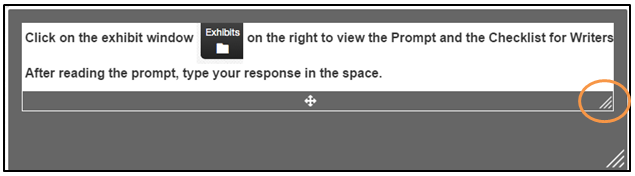 Click on the exhibit window Exhibits on the right to view the Prompt and the Checklist for Writers
After reading the prompt, type your response in the space.